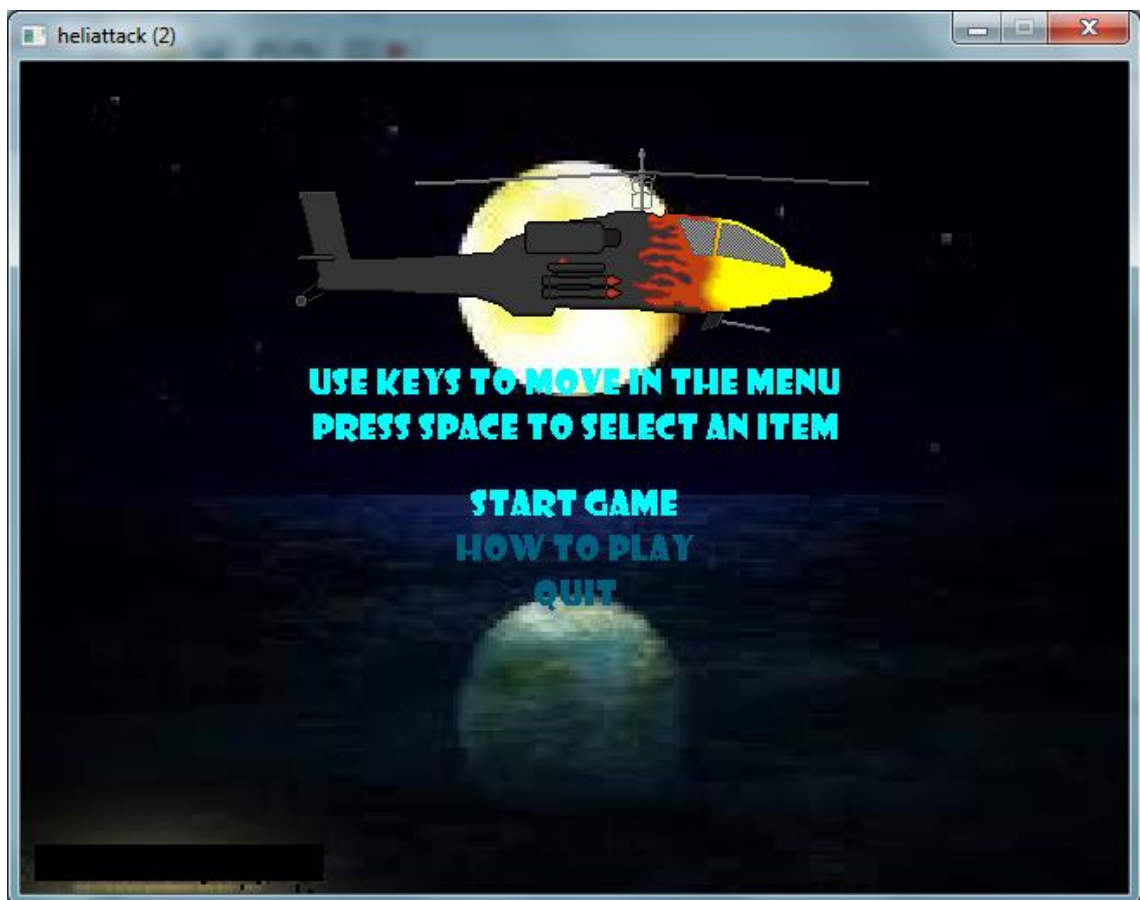 heliattack (2)
USE KEYS TO MOVE IN THE MENU
PRESS SPACE TO SELECT AN ITEM
START GAME
HOW TO PLAY
QUIT